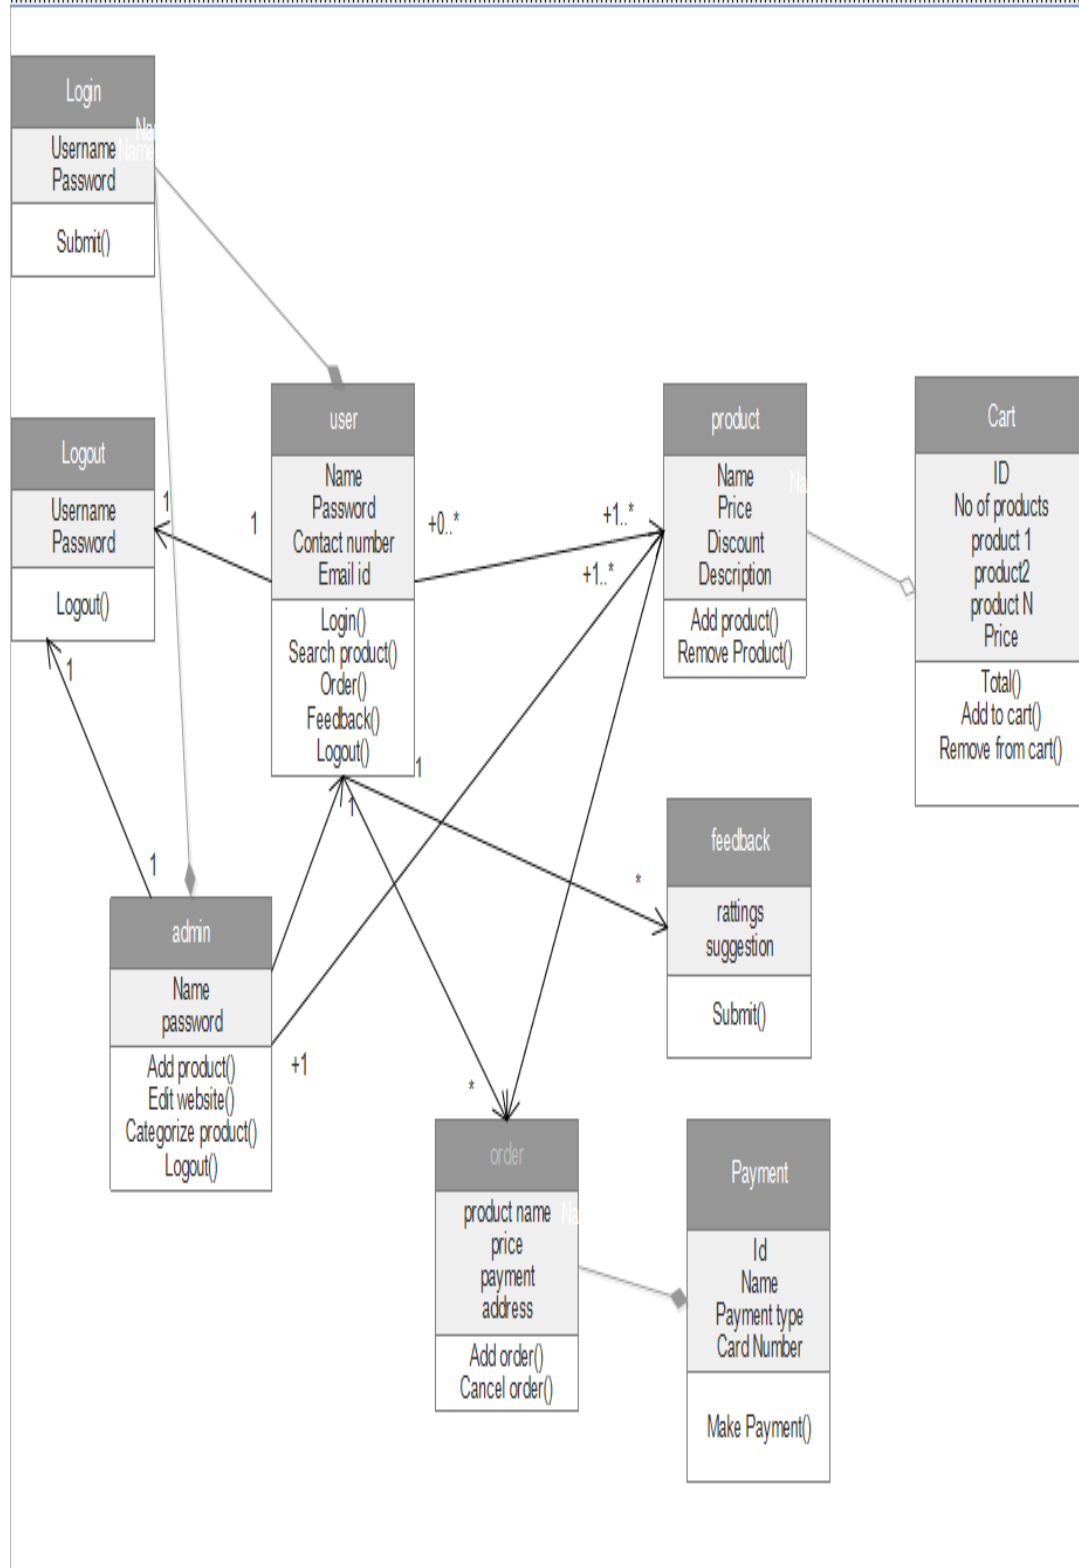 Login
Na
Name
Username
Password
Submit()
Logout
Username
Password
Logout()
1
1
1
1
user
Name
Password
Contact number
Email id
Login()
Search product()
Order()
Feedback()
Logout()
1
1
+0..*
+1..*
+1..*
product
Name
Na
Price
Discount
Description
Add product()
Remove Product()
Cart
ID
No of products
product 1
product2
product N
Price
Total()
Add to cart()
Remove from cart()
feedback
rattings
suggestion
Submit()
*
admin
Name
password
Add product()
Edit website()
Categorize product()
Logout()
+1
*
order
product name
Na
price
payment
address
Add order()
Cancel order()
Payment
Id
Name
Payment type
Card Number
Make Payment()